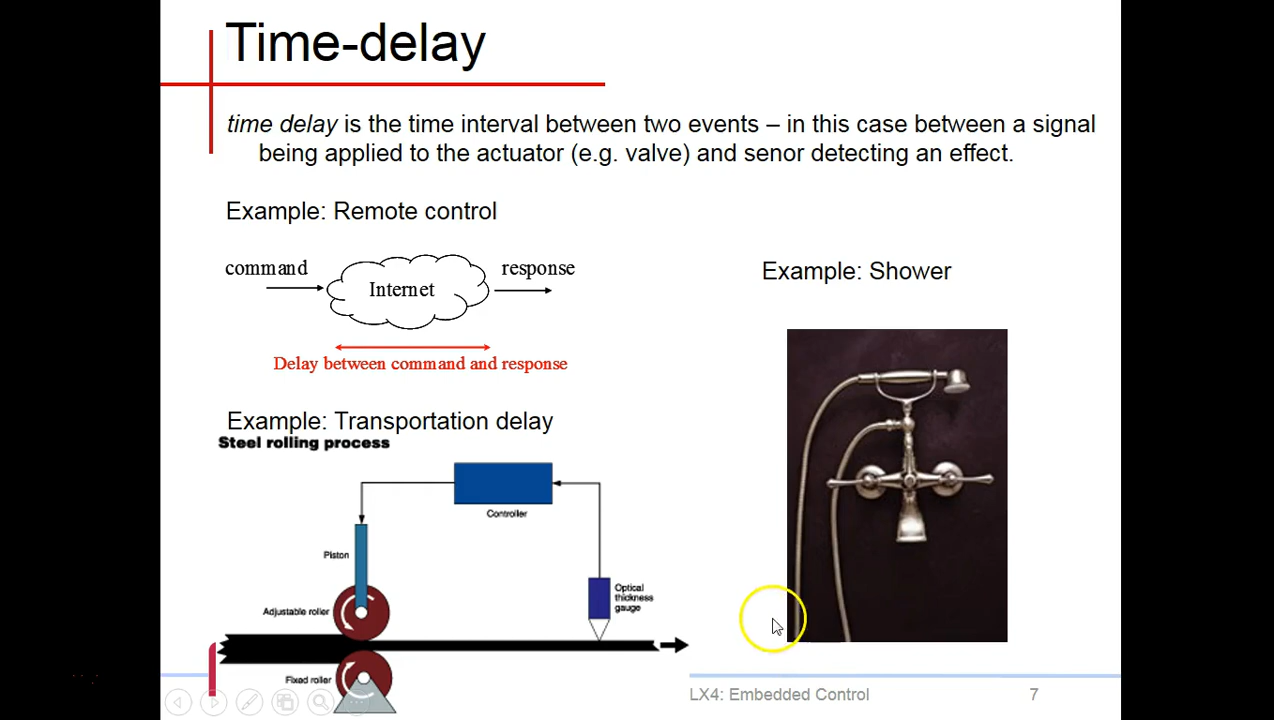 Time-delay
time delay is the time interval between two events – in this case between a signal
being applied to the actuator (e.g. valve) and senor detecting an effect.
Example: Remote control
command
Internet
response
Delay between command and response
Example: Shower
Example: Transportation delay
Steel rolling process
Controller
Piston
Optical
thickness
gauge
Adjustable roller
Fixed roller
LX4: Embedded Control
7